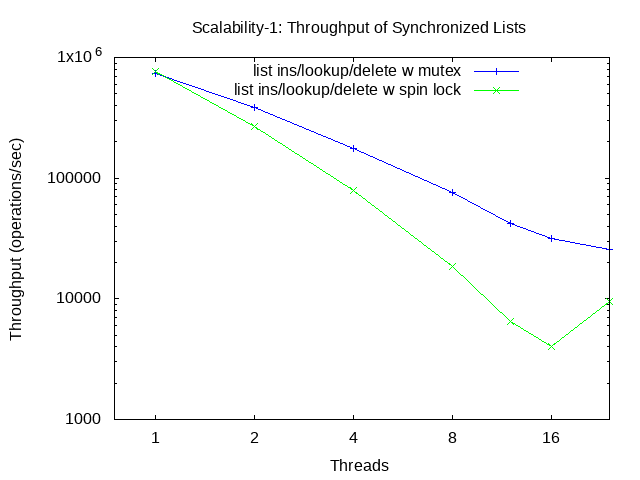 Scalability-1: Throughput of Synchronized Lists
1x10^6
list ins/lookup/delete w mutex
list ins/lookup/delete w spin lock
100000
Throughput (operations/sec)
10000
1000
1 2 4 8 16
Threads